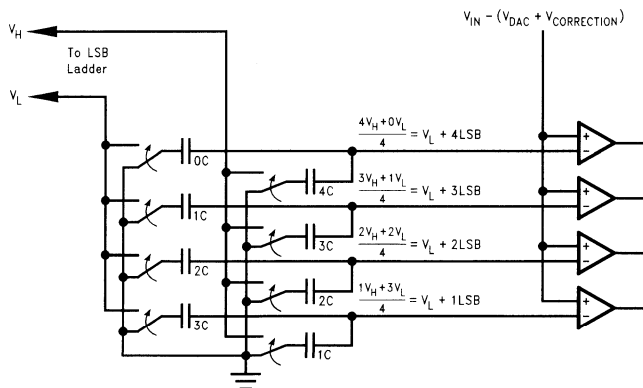 V_H
To LSB
Ladder
V_L
V_IN − (V_DAC + V_CORRECTION)
0C
(4V_H + 0V_L)/4 = V_L + 4LSB
+
−
4C
1C
(3V_H + 1V_L)/4 = V_L + 3LSB
+
−
3C
2C
(2V_H + 2V_L)/4 = V_L + 2LSB
+
−
2C
3C
(1V_H + 3V_L)/4 = V_L + 1LSB
+
−
1C